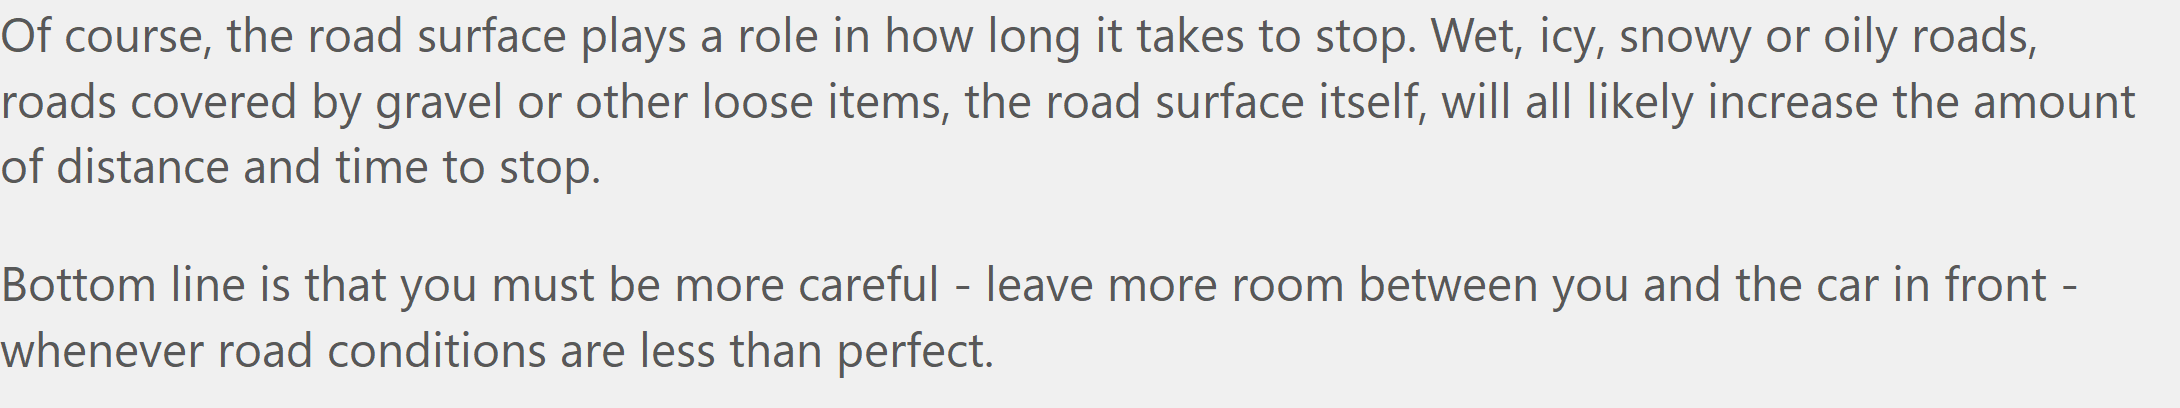 Of course, the road surface plays a role in how long it takes to stop. Wet, icy, snowy or oily roads,
roads covered by gravel or other loose items, the road surface itself, will all likely increase the amount
of distance and time to stop.
Bottom line is that you must be more careful - leave more room between you and the car in front -
whenever road conditions are less than perfect.